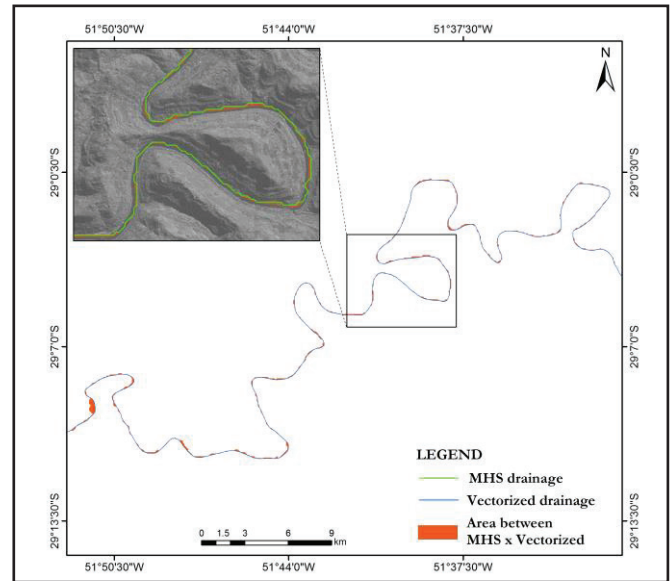 51°50'30"W 51°44'0"W 51°37'30"W
N
29°0'30"S 29°0'30"S
29°7'0"S 29°7'0"S
LEGEND
MHS drainage
Vectorized drainage
Area between
MHS x Vectorized
29°13'30"S 29°13'30"S
0 1.5 3 6 9
km
51°50'30"W 51°44'0"W 51°37'30"W